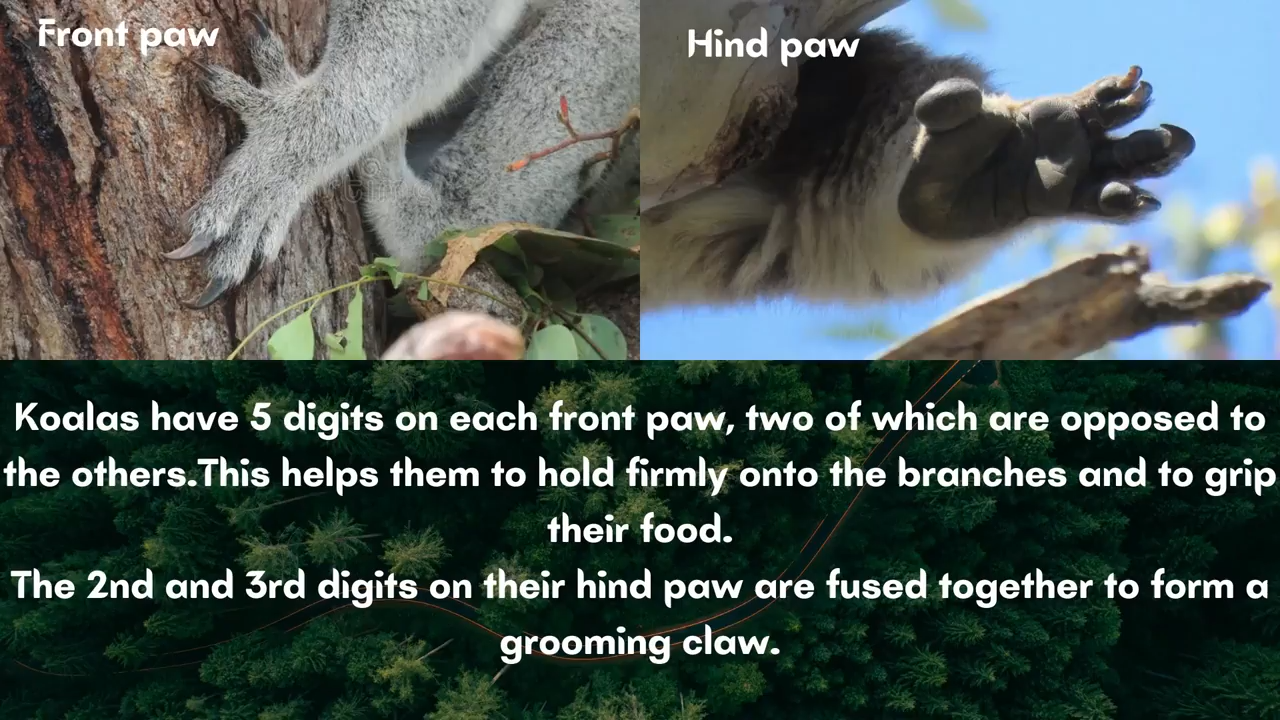 Front paw
Hind paw
Koalas have 5 digits on each front paw, two of which are opposed to
the others.This helps them to hold firmly onto the branches and to grip
their food.
The 2nd and 3rd digits on their hind paw are fused together to form a
grooming claw.